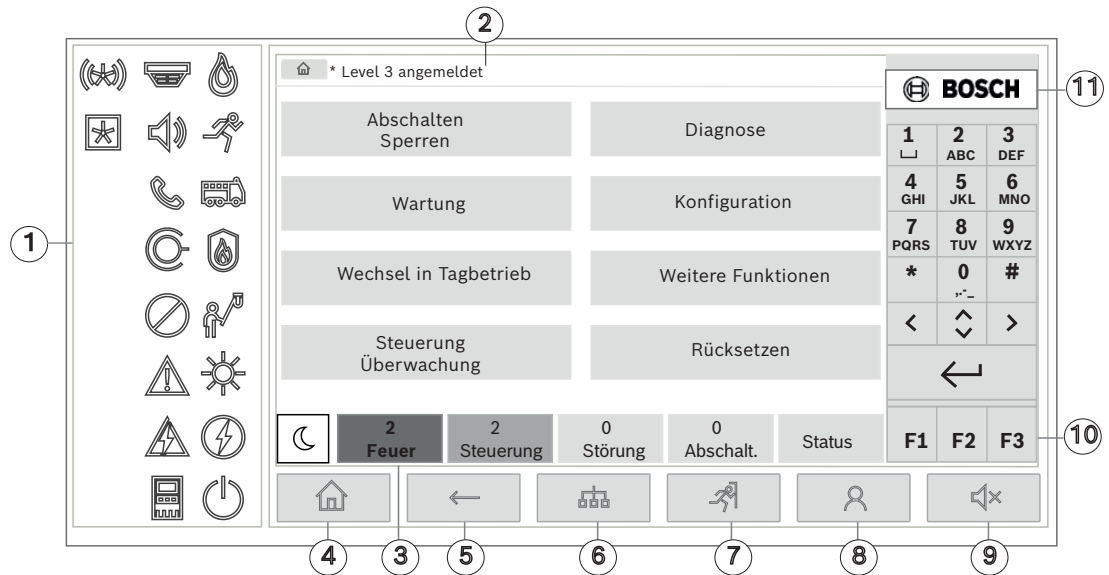 2
* Level 3 angemeldet
BOSCH
11
Abschalten
Sperren
Diagnose
1
2
ABC
3
DEF
Wartung
Konfiguration
4
GHI
5
JKL
6
MNO
1
Wechsel in Tagbetrieb
Weitere Funktionen
7
PQRS
8
TUV
9
WXYZ
*
0
,.-_
#
< >
Steuerung
Überwachung
Rücksetzen
2
Feuer
2
Steuerung
0
Störung
0
Abschalt.
Status
F1 F2 F3
10
4 3 5 6 7 8 9